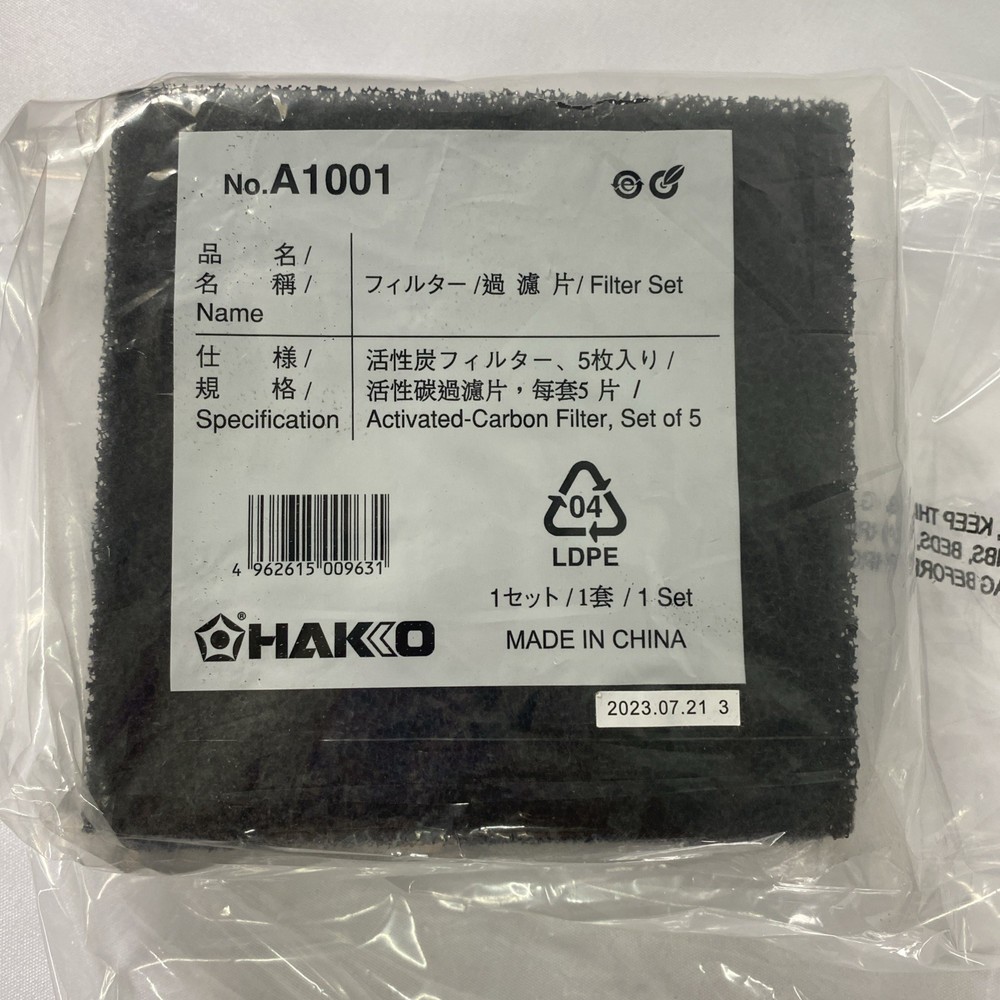 No.A1001
品 名 /
名 稱 /
Name
フィルター /過 濾 片/ Filter Set
仕 様 /
規 格 /
Specification
活性炭フィルター、5枚入り /
活性碳過濾片，每套5 片 /
Activated-Carbon Filter, Set of 5
4 962615 009631
04
LDPE
1セット / 1套 / 1 Set
®HAKKO
MADE IN CHINA
2023.07.21 3
KEEP
BEDS,